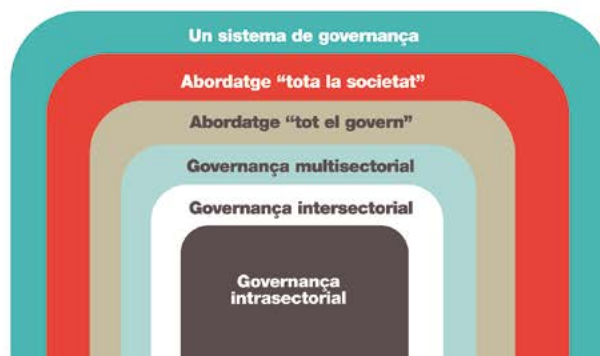 Un sistema de governança
Abordatge “tota la societat”
Abordatge “tot el govern”
Governança multisectorial
Governança intersectorial
Governança
intrasectorial